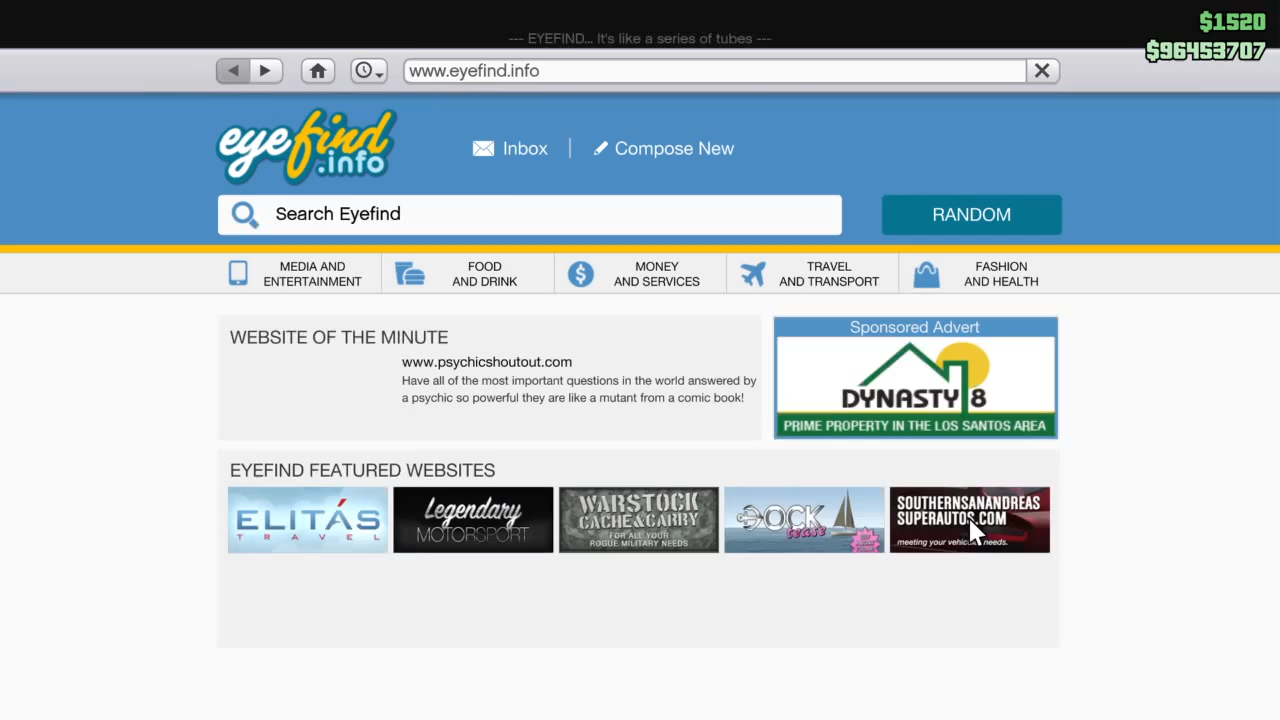 $1520
--- EYEFIND... It's like a series of tubes ---
$96453707
www.eyefind.info
eyefind
.info
Inbox
Compose New
Search Eyefind
RANDOM
MEDIA AND
ENTERTAINMENT
FOOD
AND DRINK
MONEY
AND SERVICES
TRAVEL
AND TRANSPORT
FASHION
AND HEALTH
WEBSITE OF THE MINUTE
www.psychicshoutout.com
Have all of the most important questions in the world answered by
a psychic so powerful they are like a mutant from a comic book!
Sponsored Advert
DYNASTY 8
PRIME PROPERTY IN THE LOS SANTOS AREA
EYEFIND FEATURED WEBSITES
ELITÁS
TRAVEL
Legendary
MOTORSPORT
WARSTOCK
CACHE&CARRY
FOR ALL YOUR
ROGUE MILITARY NEEDS
DOCK
tease
SOUTHERNSANANDREAS
SUPERAUTOS.COM
meeting your vehicle needs.